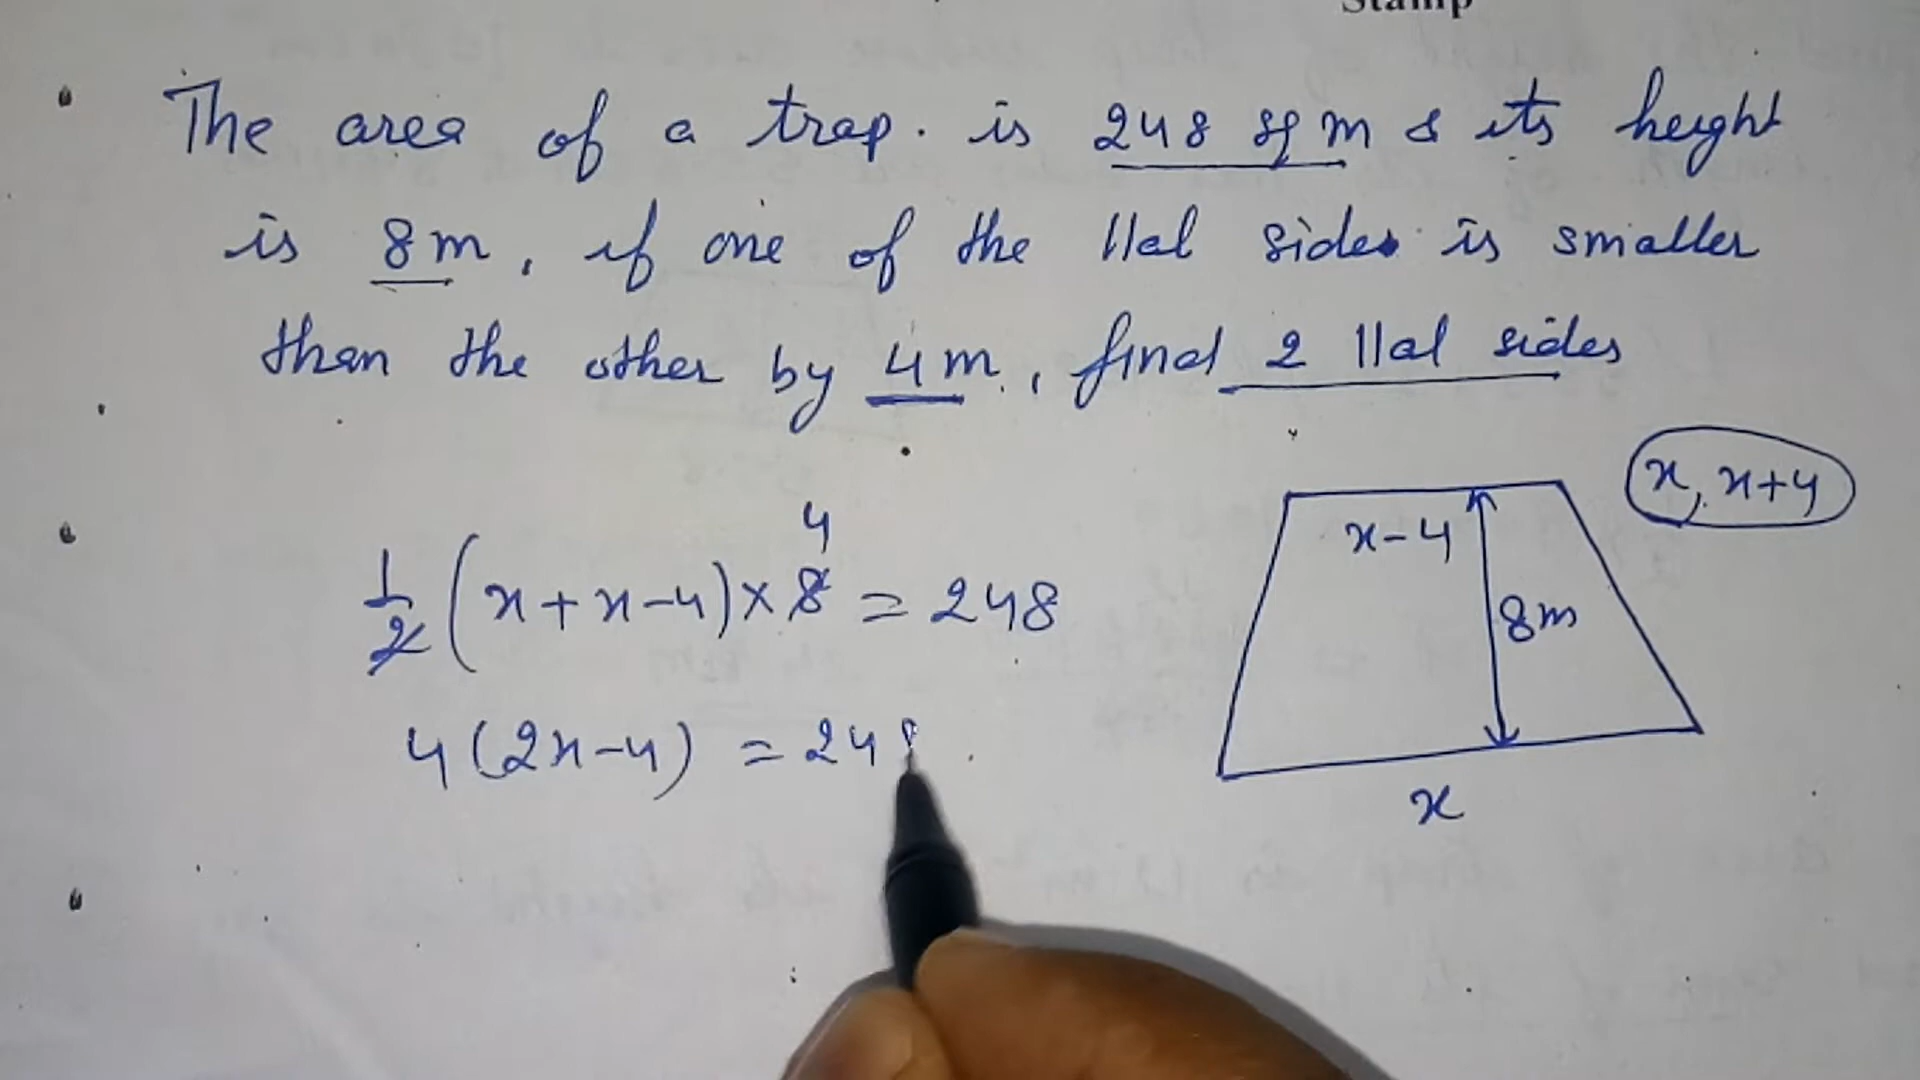 Stamp
The area of a trap. is 248 sq m & its height
is 8m, if one of the llel sides is smaller
than the other by 4m, find 2 llel sides
x, x+4
x-4
8m
x
4
1/2 (x+x-4)×8 = 248
4(2x-4) = 248